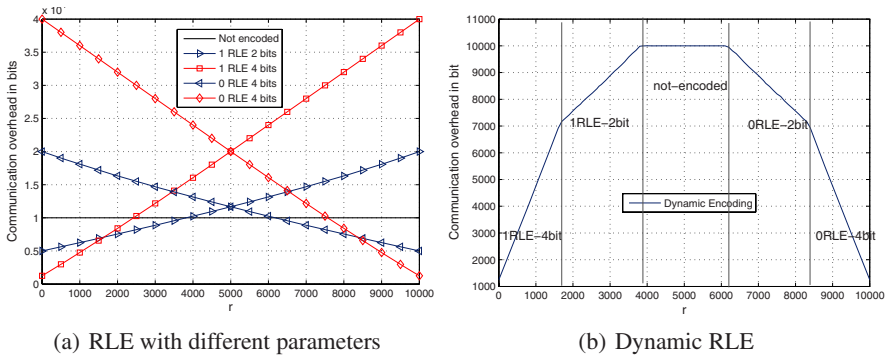 x 10
4
3.5
3
2.5
2
1.5
1
0.5
0
0 1000 2000 3000 4000 5000 6000 7000 8000 9000 10000
r
Communication overhead in bits
Not encoded
1 RLE 2 bits
1 RLE 4 bits
0 RLE 2 bits
0 RLE 4 bits
(a) RLE with different parameters
11000
10000
9000
8000
7000
6000
5000
4000
3000
2000
1000
0 1000 2000 3000 4000 5000 6000 7000 8000 9000 10000
r
Communication overhead in bit
not-encoded
1RLE-2bit
0RLE-2bit
Dynamic Encoding
1RLE-4bit
0RLE-4bit
(b) Dynamic RLE